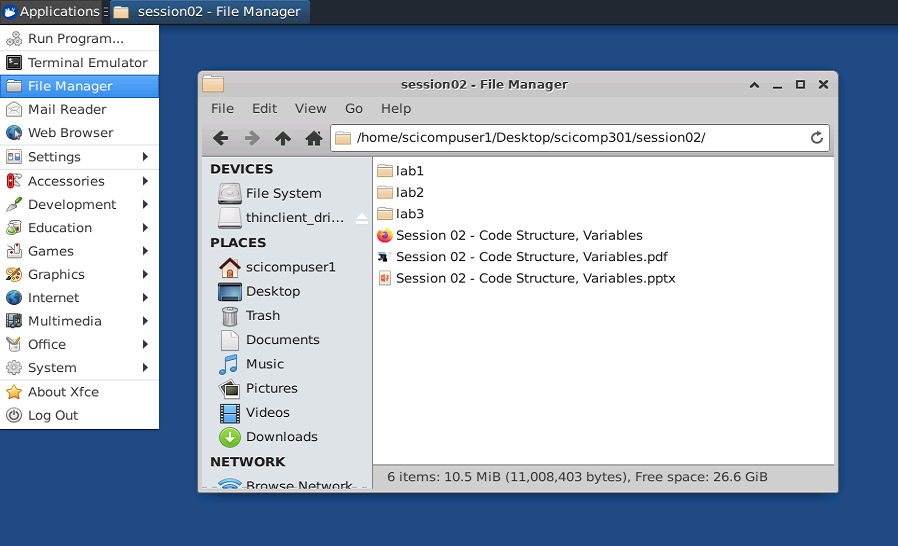 Applications
session02 - File Manager
Run Program...
Terminal Emulator
File Manager
Mail Reader
Web Browser
Settings
Accessories
Development
Education
Games
Graphics
Internet
Multimedia
Office
System
About Xfce
Log Out
session02 - File Manager
File Edit View Go Help
/home/scicompuser1/Desktop/scicomp301/session02/
DEVICES
File System
thinclient_dri...
PLACES
scicompuser1
Desktop
Trash
Documents
Music
Pictures
Videos
Downloads
NETWORK
Browse Network
lab1
lab2
lab3
Session 02 - Code Structure, Variables
Session 02 - Code Structure, Variables.pdf
Session 02 - Code Structure, Variables.pptx
6 items: 10.5 MiB (11,008,403 bytes), Free space: 26.6 GiB